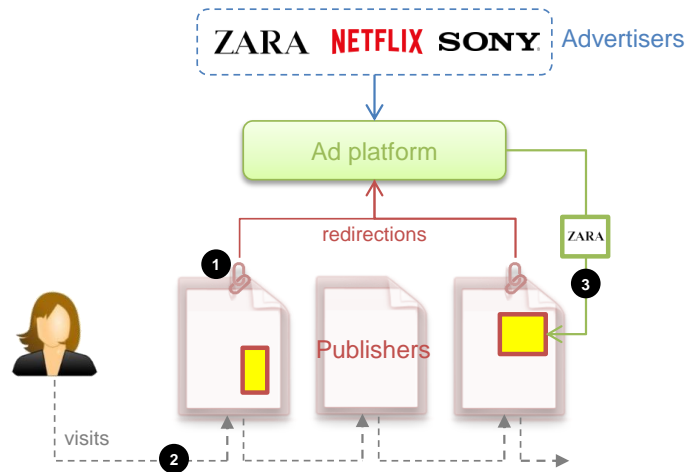 ZARA NETFLIX SONY Advertisers
Ad platform
redirections
ZARA
1
3
Publishers
visits
2